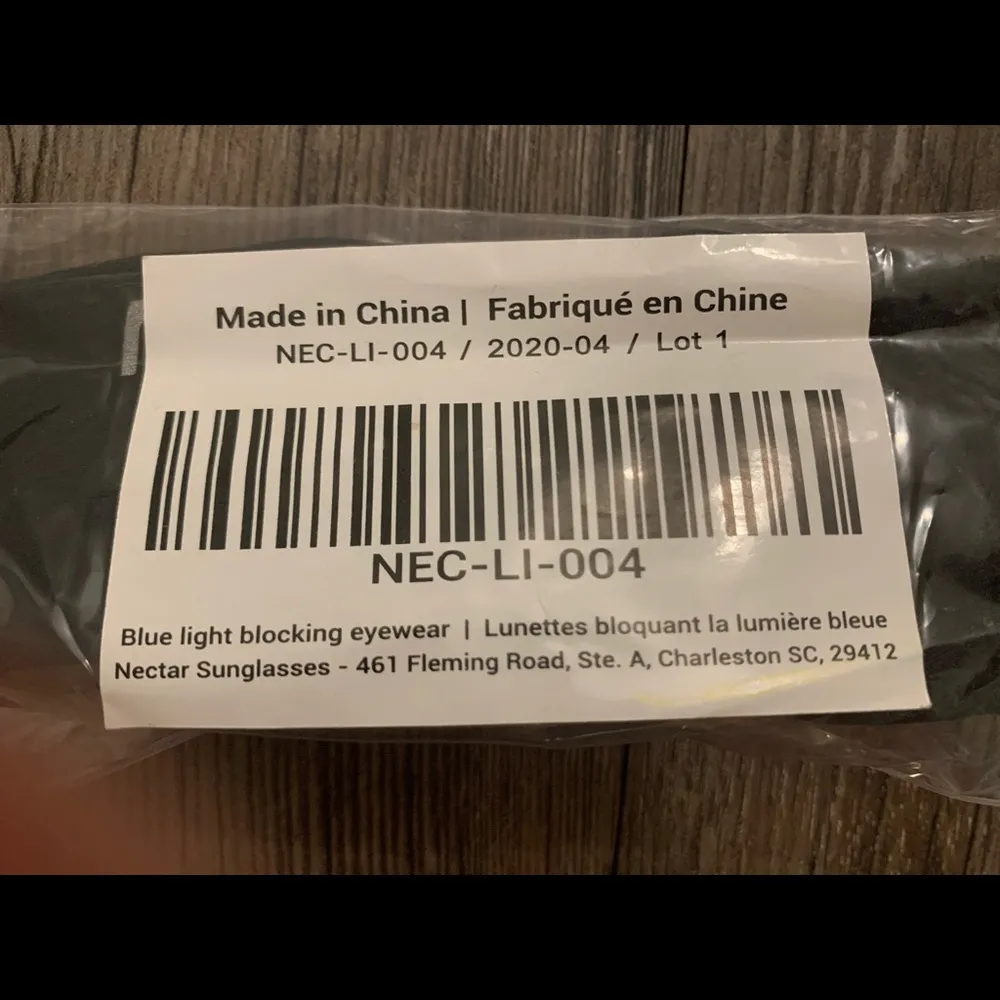 Made in China | Fabriqué en Chine
NEC-LI-004 / 2020-04 / Lot 1
NEC-LI-004
Blue light blocking eyewear | Lunettes bloquant la lumière bleue
Nectar Sunglasses - 461 Fleming Road, Ste. A, Charleston SC, 29412